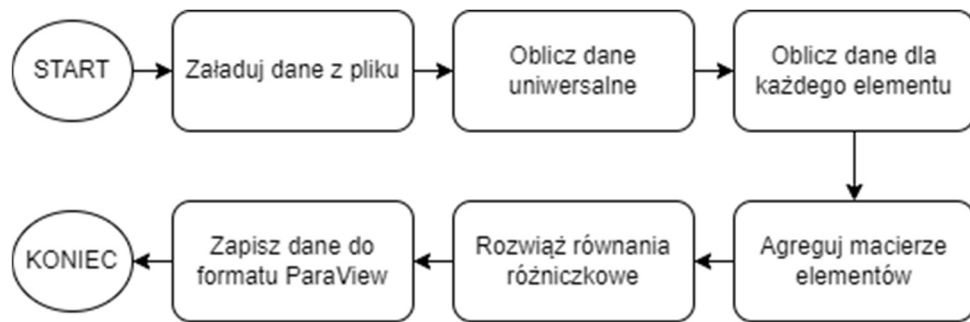 START
Załaduj dane z pliku
Oblicz dane
uniwersalne
Oblicz dane dla
każdego elementu
Agreguj macierze
elementów
Rozwiąż równania
różniczkowe
Zapisz dane do
formatu ParaView
KONIEC